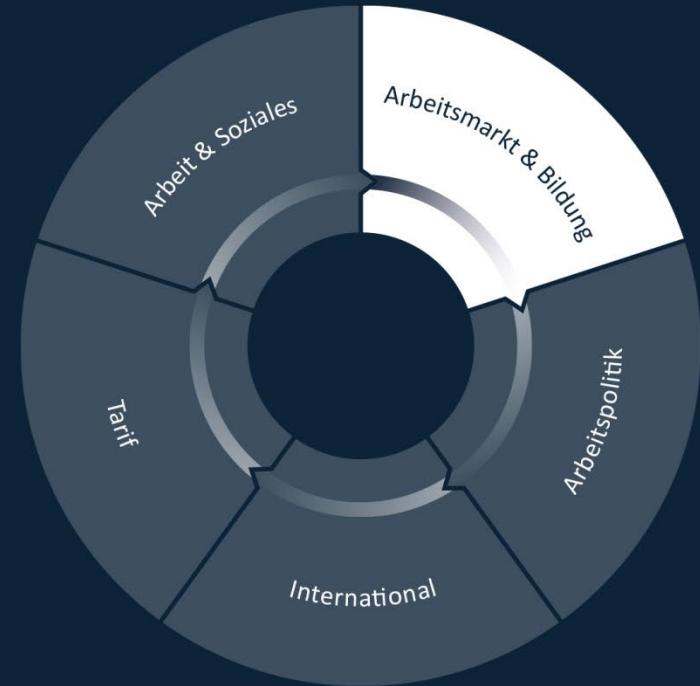 Arbeit & Soziales
Arbeitsmarkt & Bildung
Tarif
Arbeitspolitik
International